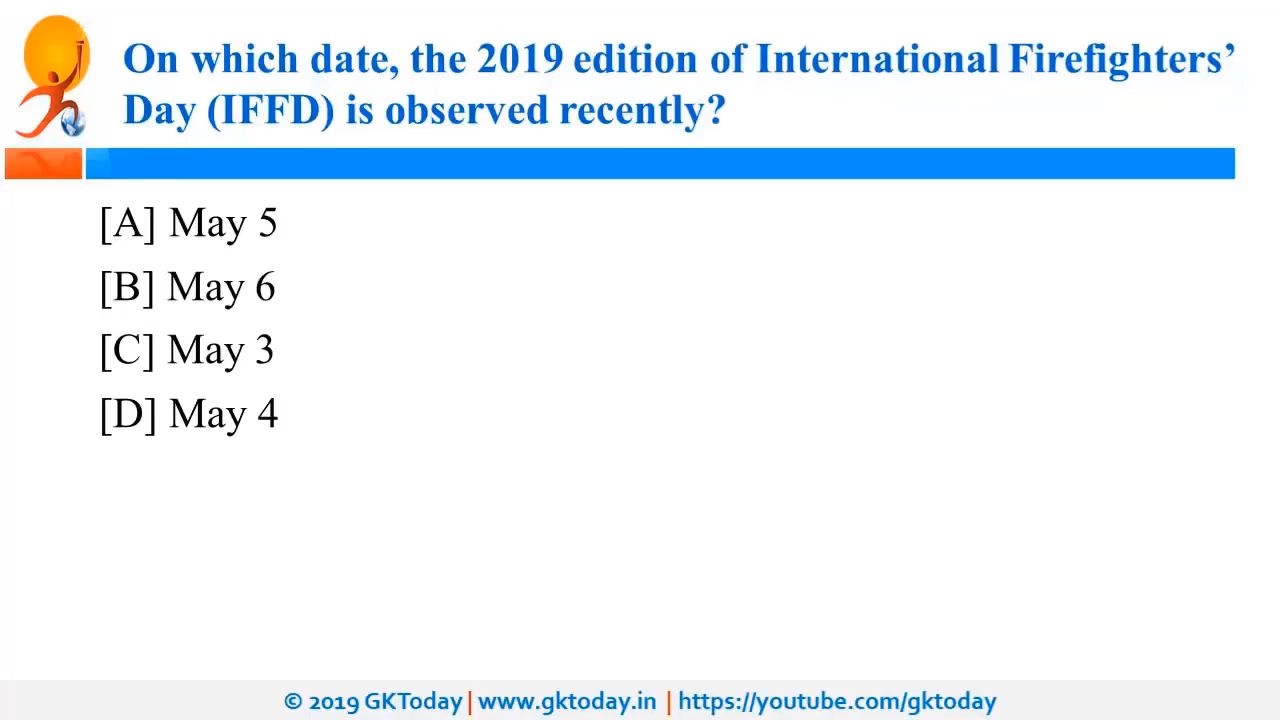 On which date, the 2019 edition of International Firefighters’
Day (IFFD) is observed recently?
[A] May 5
[B] May 6
[C] May 3
[D] May 4
© 2019 GKToday | www.gktoday.in | https://youtube.com/gktoday